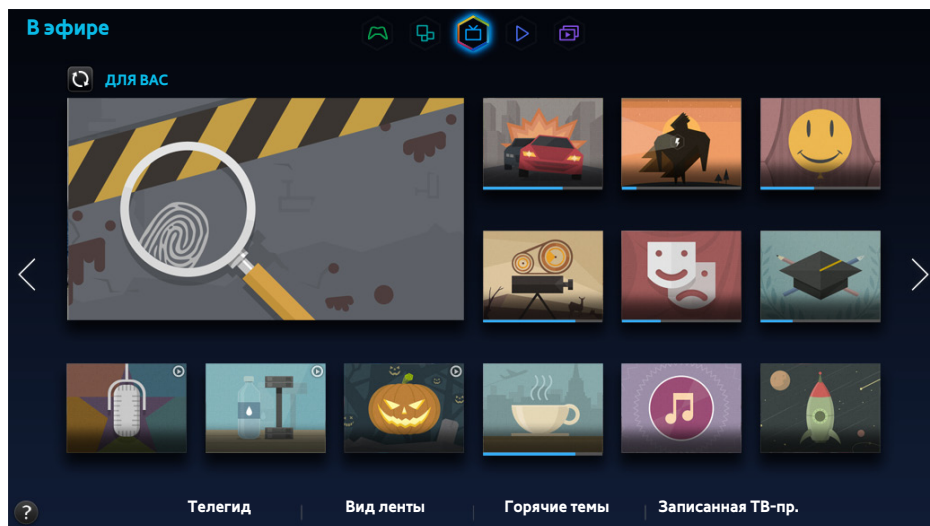 В эфире
ДЛЯ ВАС
?
Телегид
Вид ленты
Горячие темы
Записанная ТВ-пр.